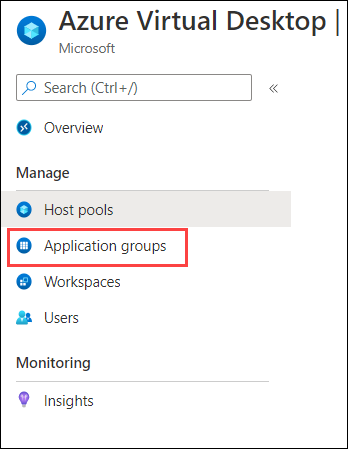 Azure Virtual Desktop |
Microsoft
Search (Ctrl+/)
«
Overview
Manage
Host pools
Application groups
Workspaces
Users
Monitoring
Insights